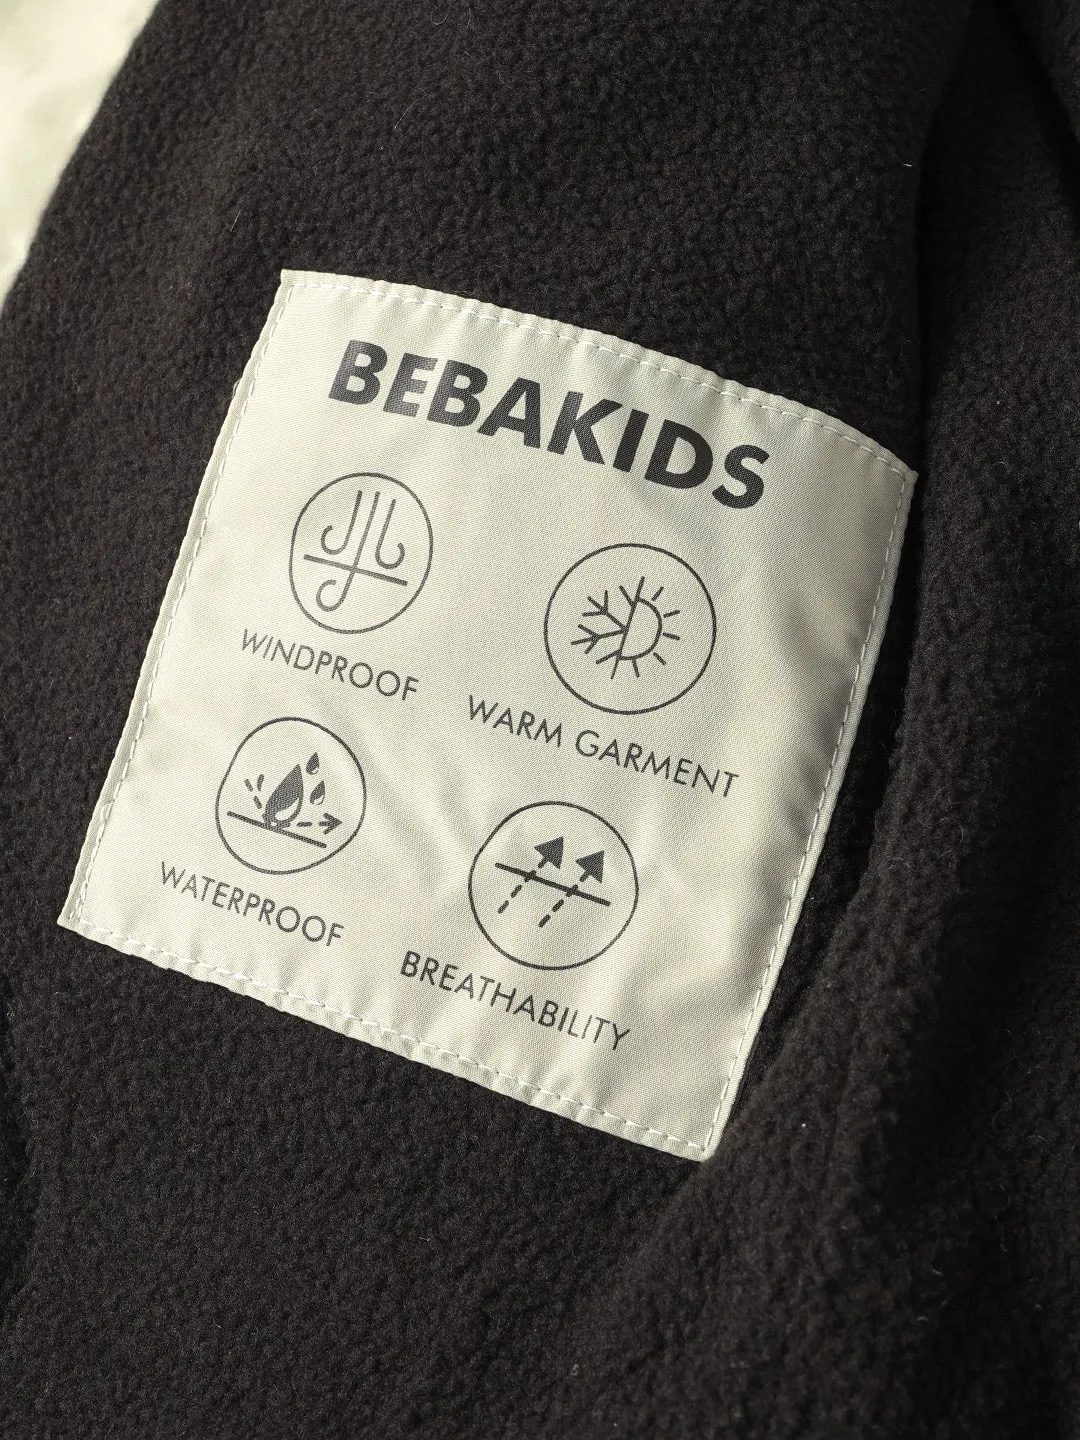 BEBAKIDS
WINDPROOF
WARM GARMENT
WATERPROOF
BREATHABILITY